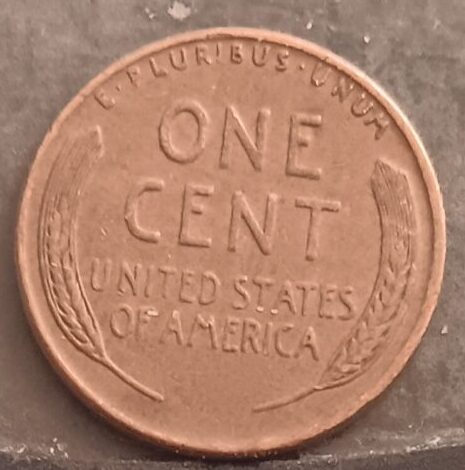 E·PLURIBUS·UNUM
ONE
CENT
UNITED STATES
OF AMERICA